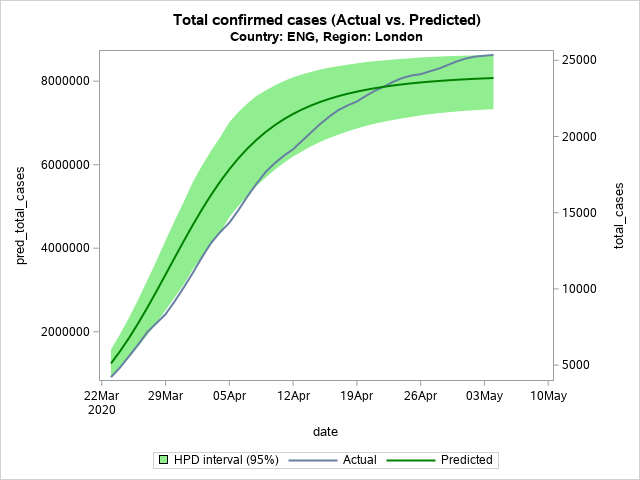 Total confirmed cases (Actual vs. Predicted)
Country: ENG, Region: London
pred_total_cases
8000000
6000000
4000000
2000000
25000
20000
15000
10000
5000
total_cases
22Mar 29Mar 05Apr 12Apr 19Apr 26Apr 03May 10May
2020
date
HPD interval (95%) Actual Predicted